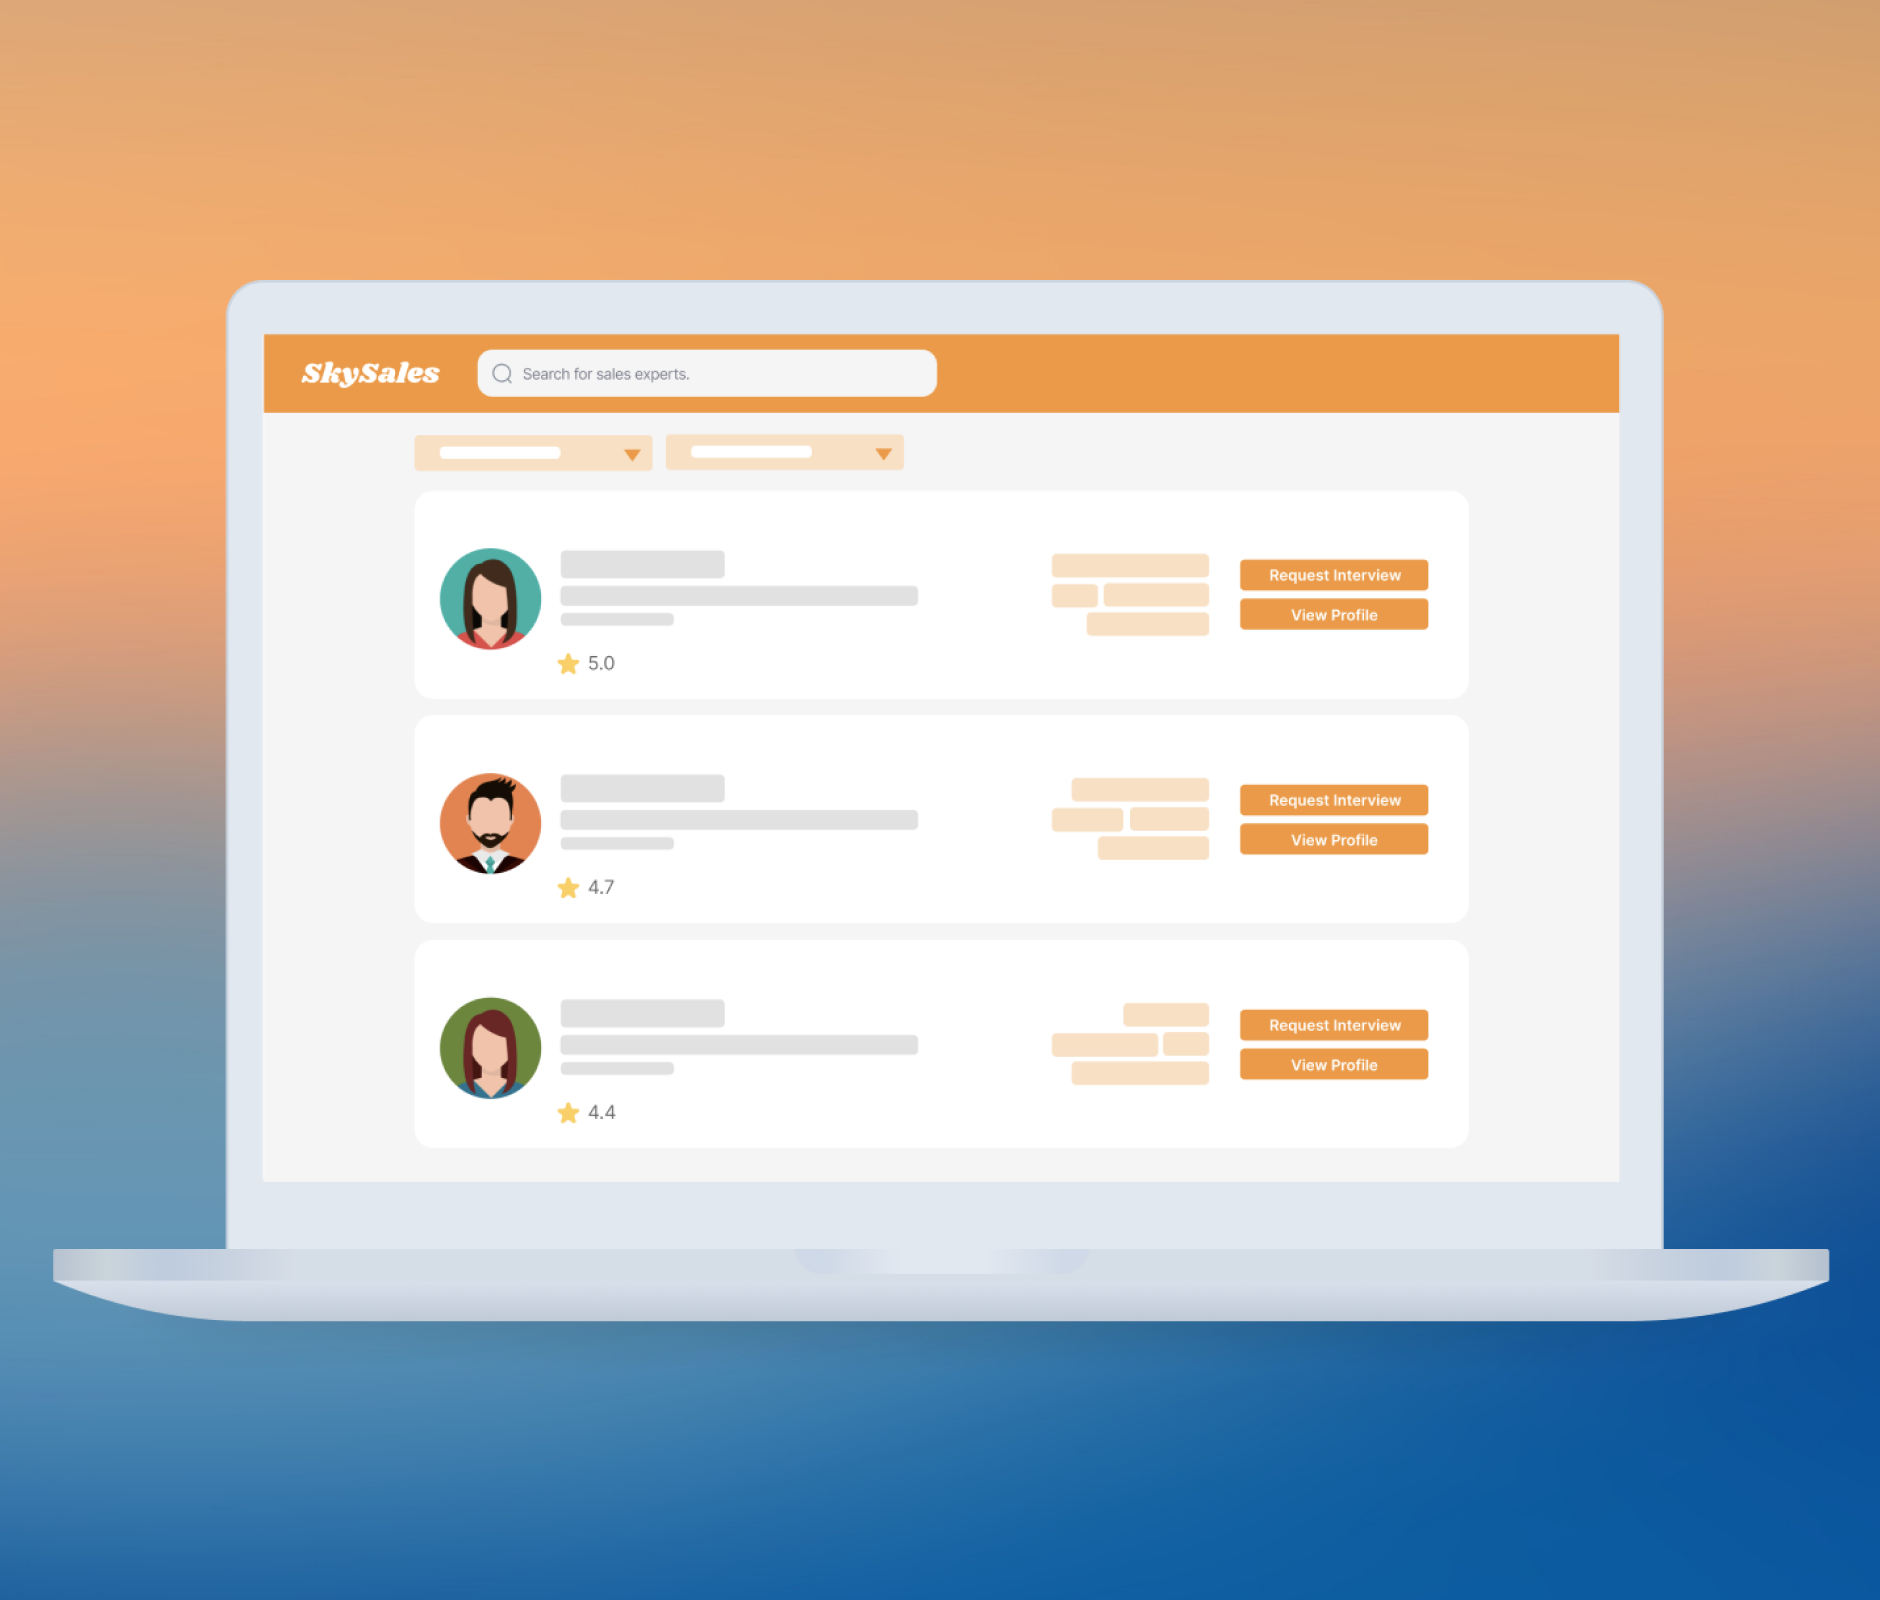 SkySales
Search for sales experts.
Request Interview
View Profile
5.0
Request Interview
View Profile
4.7
Request Interview
View Profile
4.4